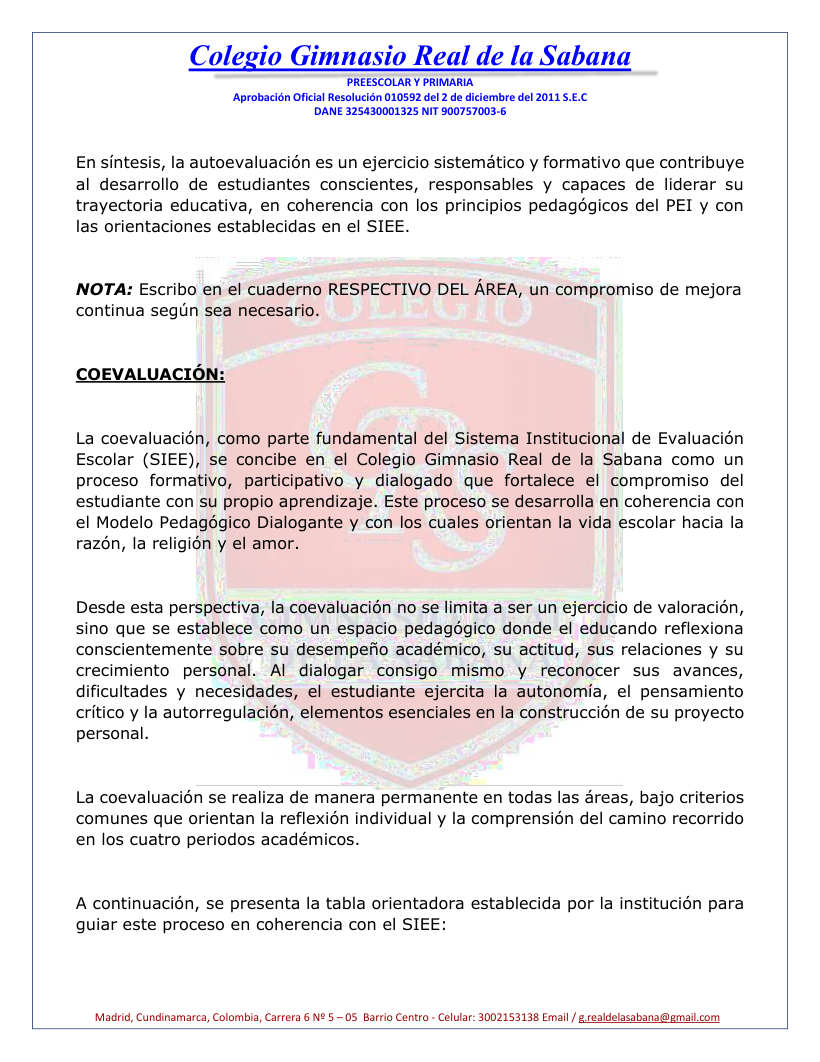 Colegio Gimnasio Real de la Sabana
PREESCOLAR Y PRIMARIA
Aprobación Oficial Resolución 010592 del 2 de diciembre del 2011 S.E.C
DANE 325430001325 NIT 900757003-6
En síntesis, la autoevaluación es un ejercicio sistemático y formativo que contribuye
al desarrollo de estudiantes conscientes, responsables y capaces de liderar su
trayectoria educativa, en coherencia con los principios pedagógicos del PEI y con
las orientaciones establecidas en el SIEE.
NOTA: Escribo en el cuaderno RESPECTIVO DEL ÁREA, un compromiso de mejora
continua según sea necesario.
COLEGIO
COEVALUACIÓN:
La coevaluación, como parte fundamental del Sistema Institucional de Evaluación
Escolar (SIEE), se concibe en el Colegio Gimnasio Real de la Sabana como un
proceso formativo, participativo y dialogado que fortalece el compromiso del
estudiante con su propio aprendizaje. Este proceso se desarrolla en coherencia con
el Modelo Pedagógico Dialogante y con los cuales orientan la vida escolar hacia la
razón, la religión y el amor.
GRS
Desde esta perspectiva, la coevaluación no se limita a ser un ejercicio de valoración,
sino que se establece como un espacio pedagógico donde el educando reflexiona
conscientemente sobre su desempeño académico, su actitud, sus relaciones y su
crecimiento personal. Al dialogar consigo mismo y reconocer sus avances,
dificultades y necesidades, el estudiante ejercita la autonomía, el pensamiento
crítico y la autorregulación, elementos esenciales en la construcción de su proyecto
personal.
GIMNASIO REAL
DE LA SABANA
La coevaluación se realiza de manera permanente en todas las áreas, bajo criterios
comunes que orientan la reflexión individual y la comprensión del camino recorrido
en los cuatro periodos académicos.
A continuación, se presenta la tabla orientadora establecida por la institución para
guiar este proceso en coherencia con el SIEE:
Madrid, Cundinamarca, Colombia, Carrera 6 Nº 5 – 05 Barrio Centro - Celular: 3002153138 Email / g.realdelasabana@gmail.com